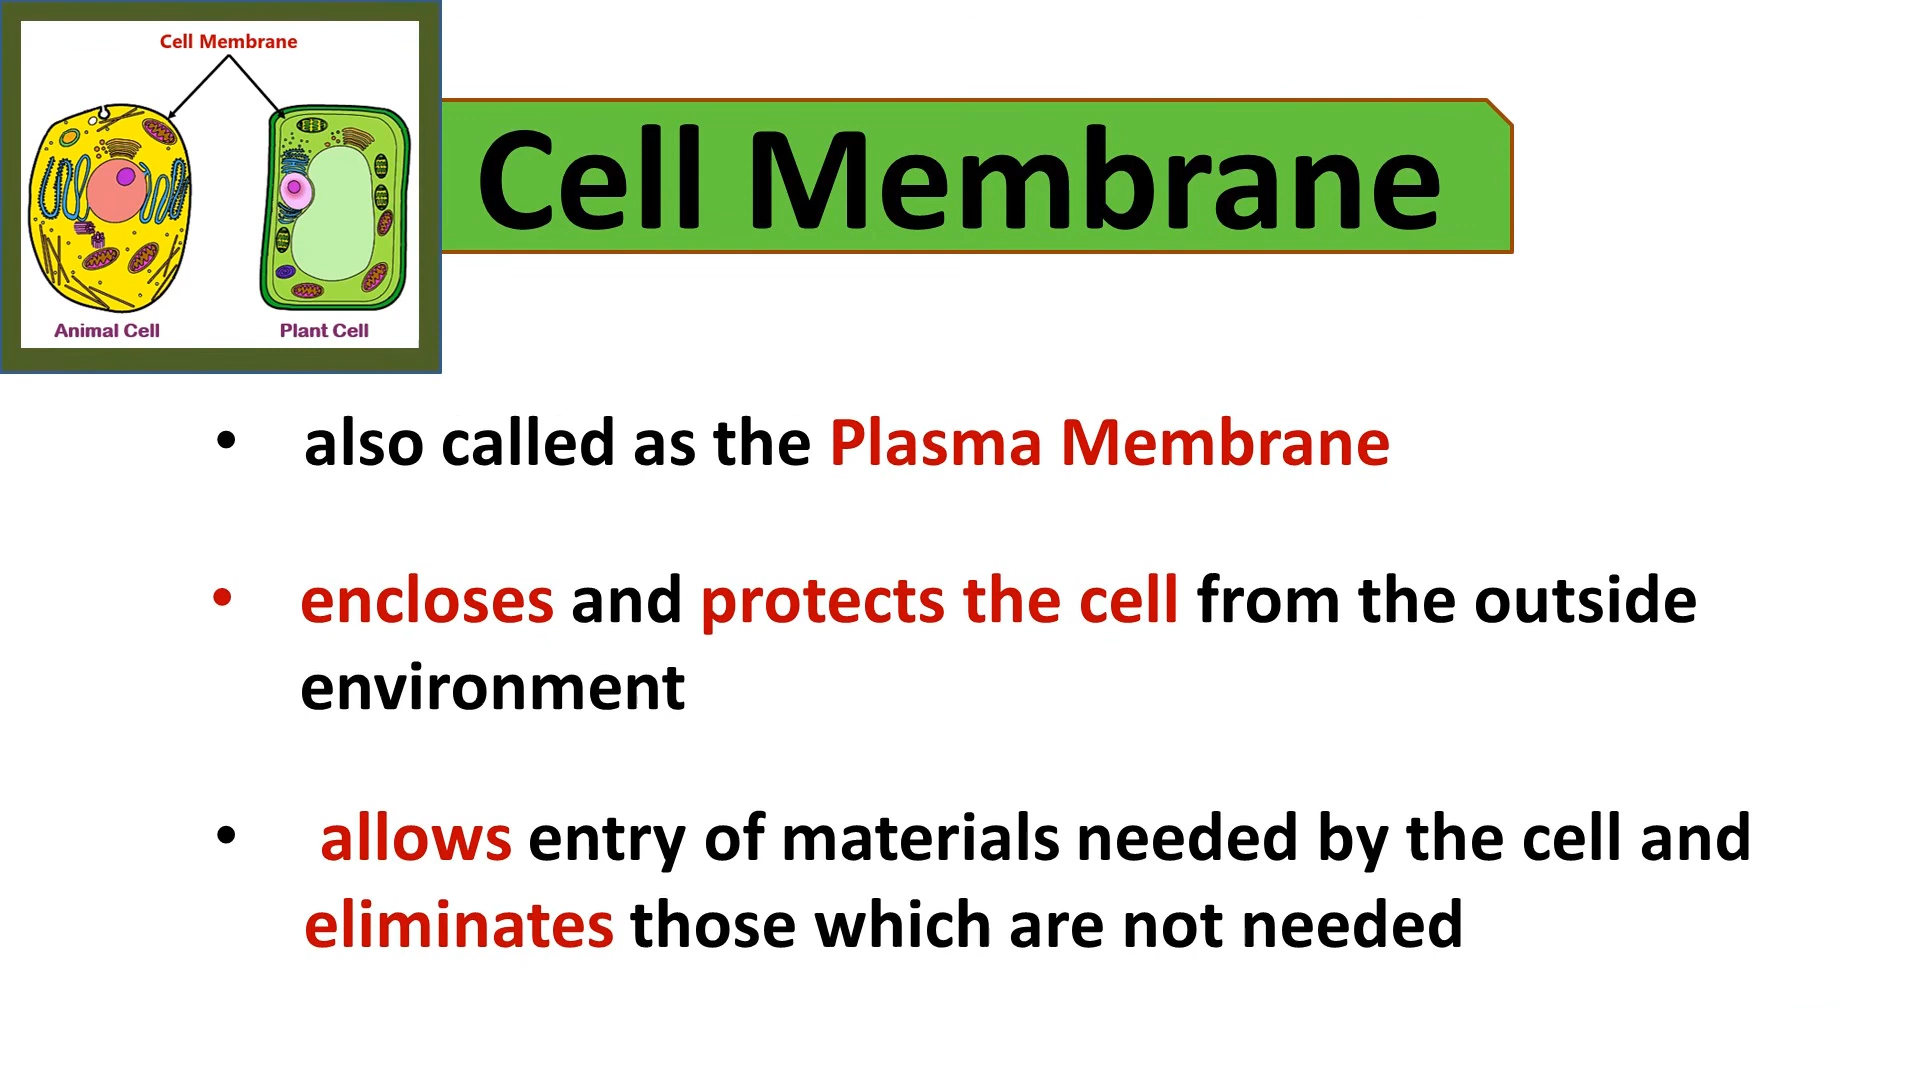 Cell Membrane
Animal Cell
Plant Cell
Cell Membrane
• also called as the Plasma Membrane
• encloses and protects the cell from the outside
environment
• allows entry of materials needed by the cell and
eliminates those which are not needed